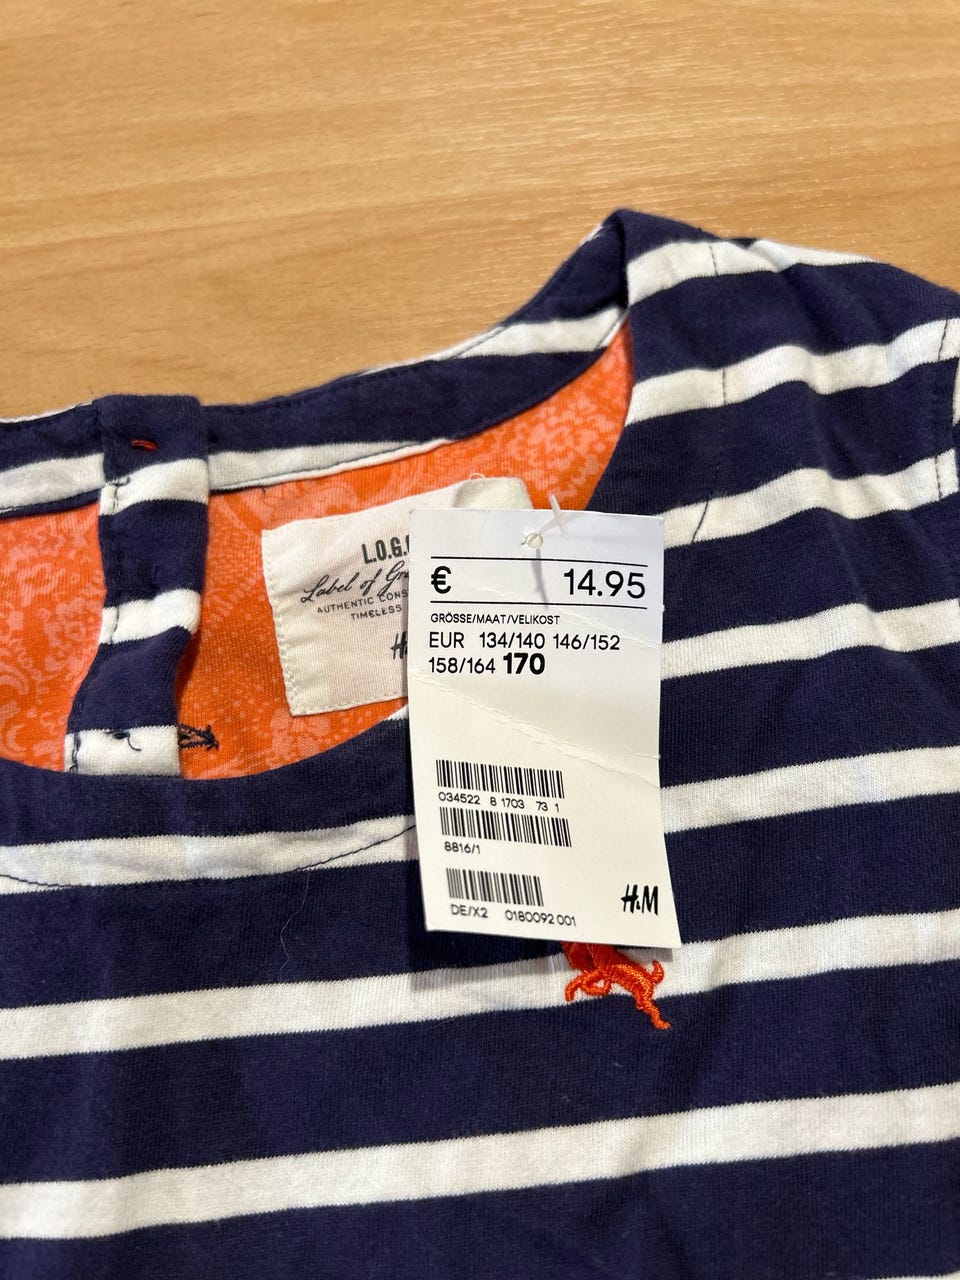 L.O.G.
Label of
AUTHENTIC
TIMELESS
€ 14.95
GRÖSSE/MAAT/VELIKOST
EUR 134/140 146/152
158/164 170
034522 8 1703 73 1
8816/1
DE/X2 0180092 001
H&M